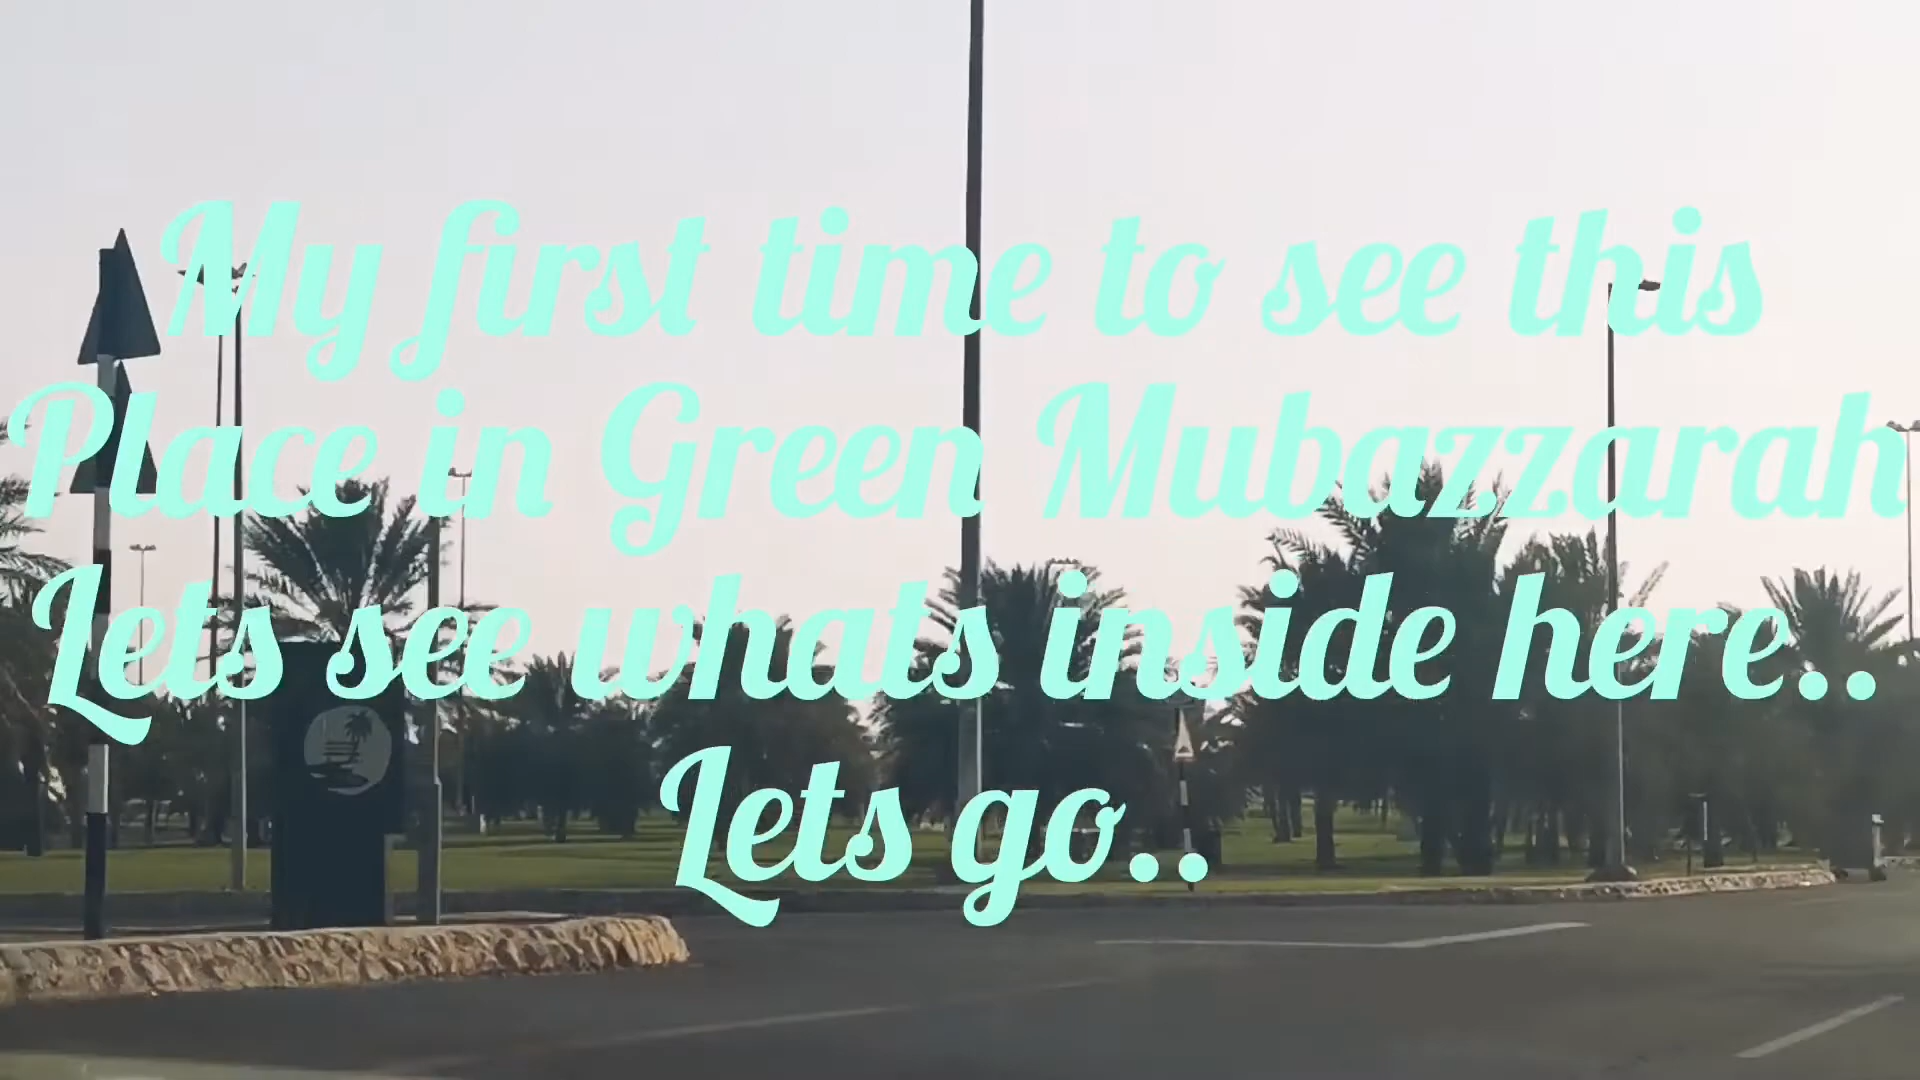 My first time to see this
Place in Green Mubazzarah
Lets see whats inside here..
Lets go..